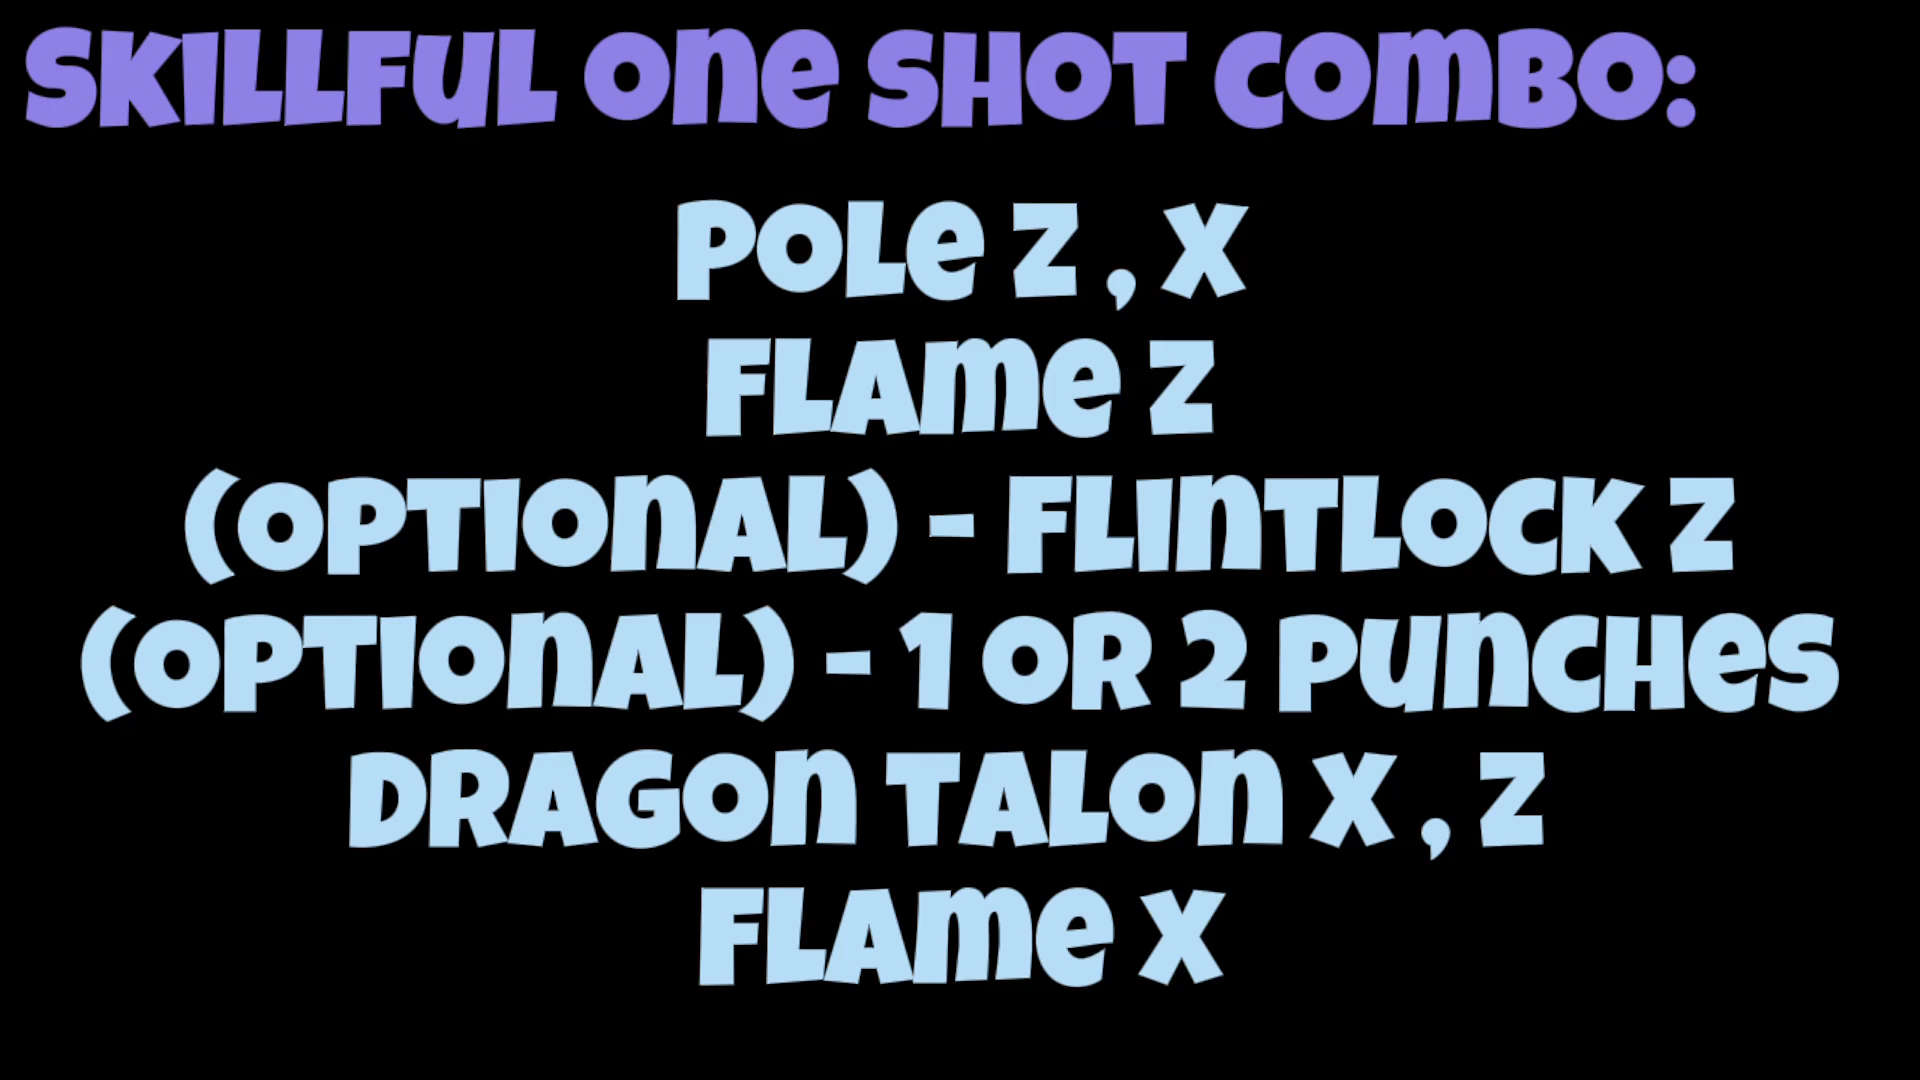 SKILLFUL ONE SHOT COMBO:
POLE Z , X
FLAME Z
(OPTIONAL) - FLINTLOCK Z
(OPTIONAL) - 1 OR 2 PUNCHES
DRAGON TALON X , Z
FLAME X